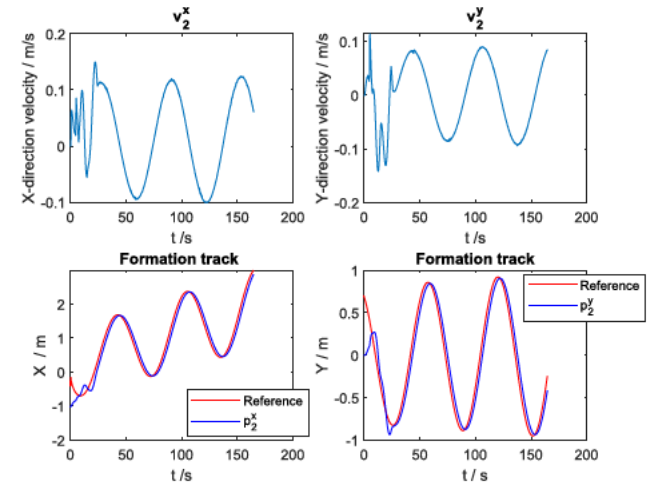 v₂ˣ
X-direction velocity / m/s
0.2
0.1
0
-0.1
0
50
100
150
200
t /s
v₂ʸ
Y-direction velocity / m/s
0.1
0
-0.1
-0.2
0
50
100
150
200
t /s
Formation track
X / m
2
1
0
-1
-2
0
50
100
150
200
t /s
Reference
p₂ˣ
Formation track
Y / m
1
0.5
0
-0.5
-1
0
50
100
150
200
t /s
Reference
p₂ʸ